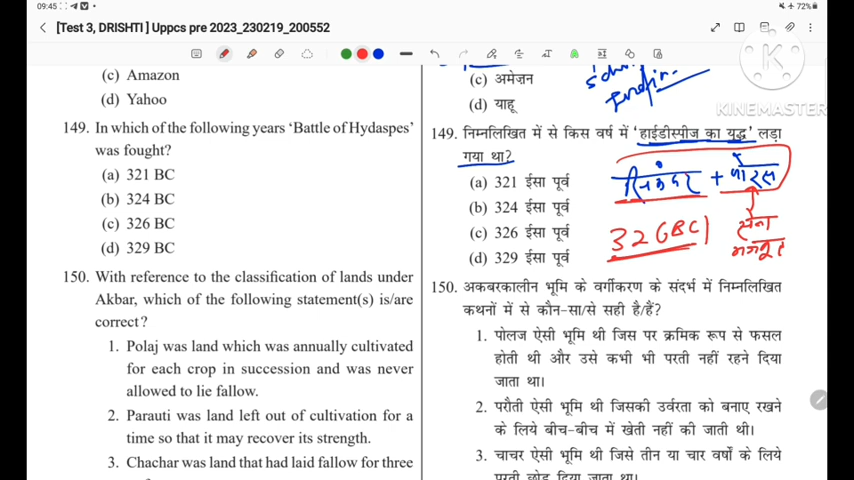 09:45
72%
[Test 3, DRISHTI ] Uppcs pre 2023_230219_200552
KINEMASTER
(c) Amazon
(d) Yahoo
149. In which of the following years ‘Battle of Hydaspes’
was fought?
(a) 321 BC
(b) 324 BC
(c) 326 BC
(d) 329 BC
150. With reference to the classification of lands under
Akbar, which of the following statement(s) is/are
correct?
1. Polaj was land which was annually cultivated
for each crop in succession and was never
allowed to lie fallow.
2. Parauti was land left out of cultivation for a
time so that it may recover its strength.
3. Chachar was land that had laid fallow for three
(c) अमेज़न
(d) याहू
149. निम्नलिखित में से किस वर्ष में ‘हाईडीस्पीज का युद्ध’ लड़ा
गया था?
(a) 321 ईसा पूर्व
(b) 324 ईसा पूर्व
(c) 326 ईसा पूर्व
(d) 329 ईसा पूर्व
सिकंदर + पोरस
326 BC
सेना
मजबूत
150. अकबरकालीन भूमि के वर्गीकरण के संदर्भ में निम्नलिखित
कथनों में से कौन-सा/से सही है/हैं?
1. पोलज ऐसी भूमि थी जिस पर क्रमिक रूप से फसल
होती थी और उसे कभी भी परती नहीं रहने दिया
जाता था।
2. परौती ऐसी भूमि थी जिसकी उर्वरता को बनाए रखने
के लिये बीच-बीच में खेती नहीं की जाती थी।
3. चाचर ऐसी भूमि थी जिसे तीन या चार वर्षों के लिये
परती छोड़ दिया जाता था।